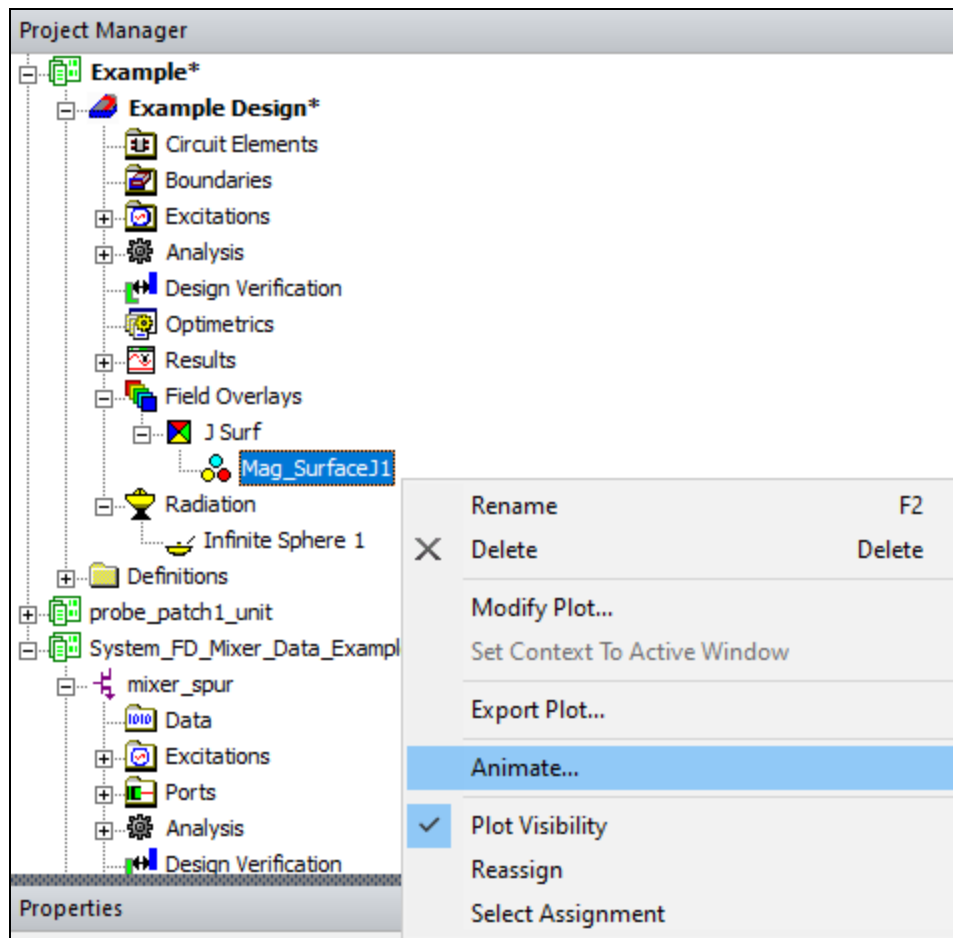 Project Manager
Example*
Example Design*
Circuit Elements
Boundaries
Excitations
Analysis
Design Verification
Optimetrics
Results
Field Overlays
J Surf
Mag_SurfaceJ1
Radiation
Infinite Sphere 1
Definitions
probe_patch1_unit
System_FD_Mixer_Data_Exampl
mixer_spur
1010 Data
Excitations
Ports
Analysis
Design Verification
Properties
Rename F2
Delete Delete
Modify Plot...
Set Context To Active Window
Export Plot...
Animate...
Plot Visibility
Reassign
Select Assignment